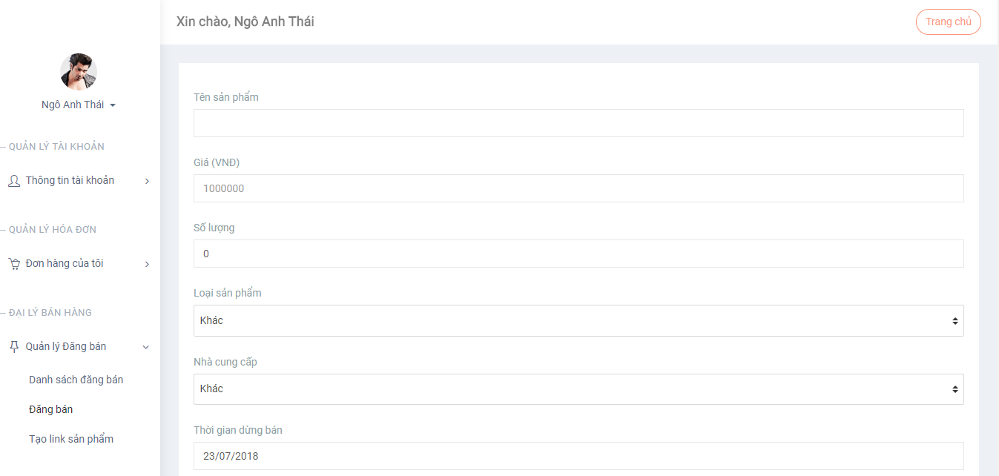 Xin chào, Ngô Anh Thái
Trang chủ
Ngô Anh Thái
-- QUẢN LÝ TÀI KHOẢN
Thông tin tài khoản
-- QUẢN LÝ HÓA ĐƠN
Đơn hàng của tôi
-- ĐẠI LÝ BÁN HÀNG
Quản lý Đăng bán
Danh sách đăng bán
Đăng bán
Tạo link sản phẩm
Tên sản phẩm
Giá (VNĐ)
1000000
Số lượng
0
Loại sản phẩm
Khác
Nhà cung cấp
Khác
Thời gian dừng bán
23/07/2018